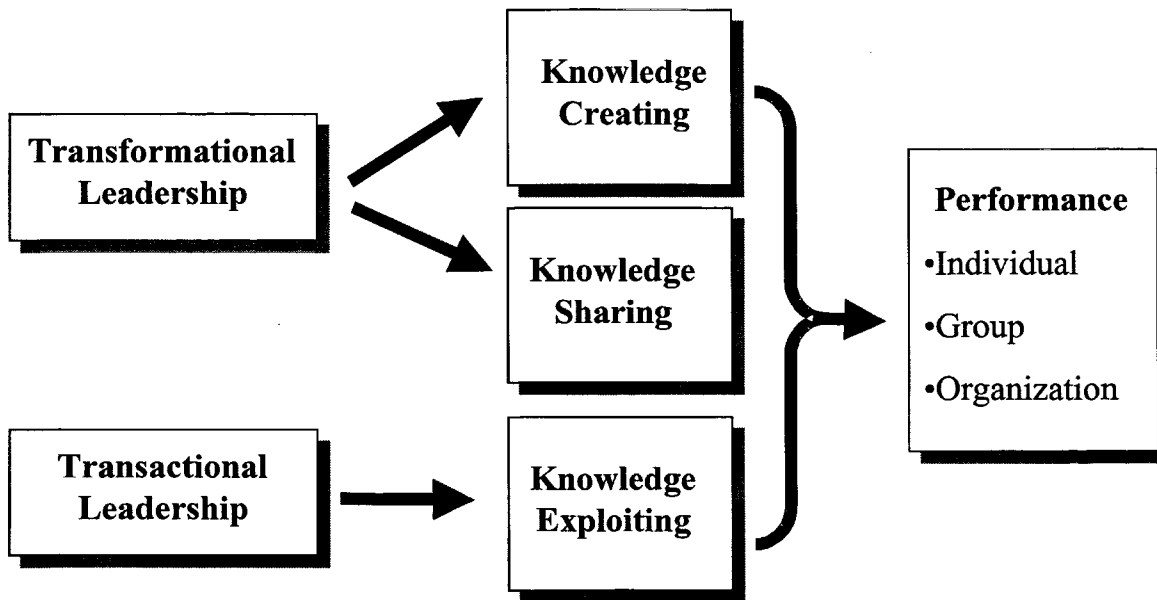 Transformational
Leadership
Knowledge
Creating
Knowledge
Sharing
Transactional
Leadership
Knowledge
Exploiting
Performance
•Individual
•Group
•Organization